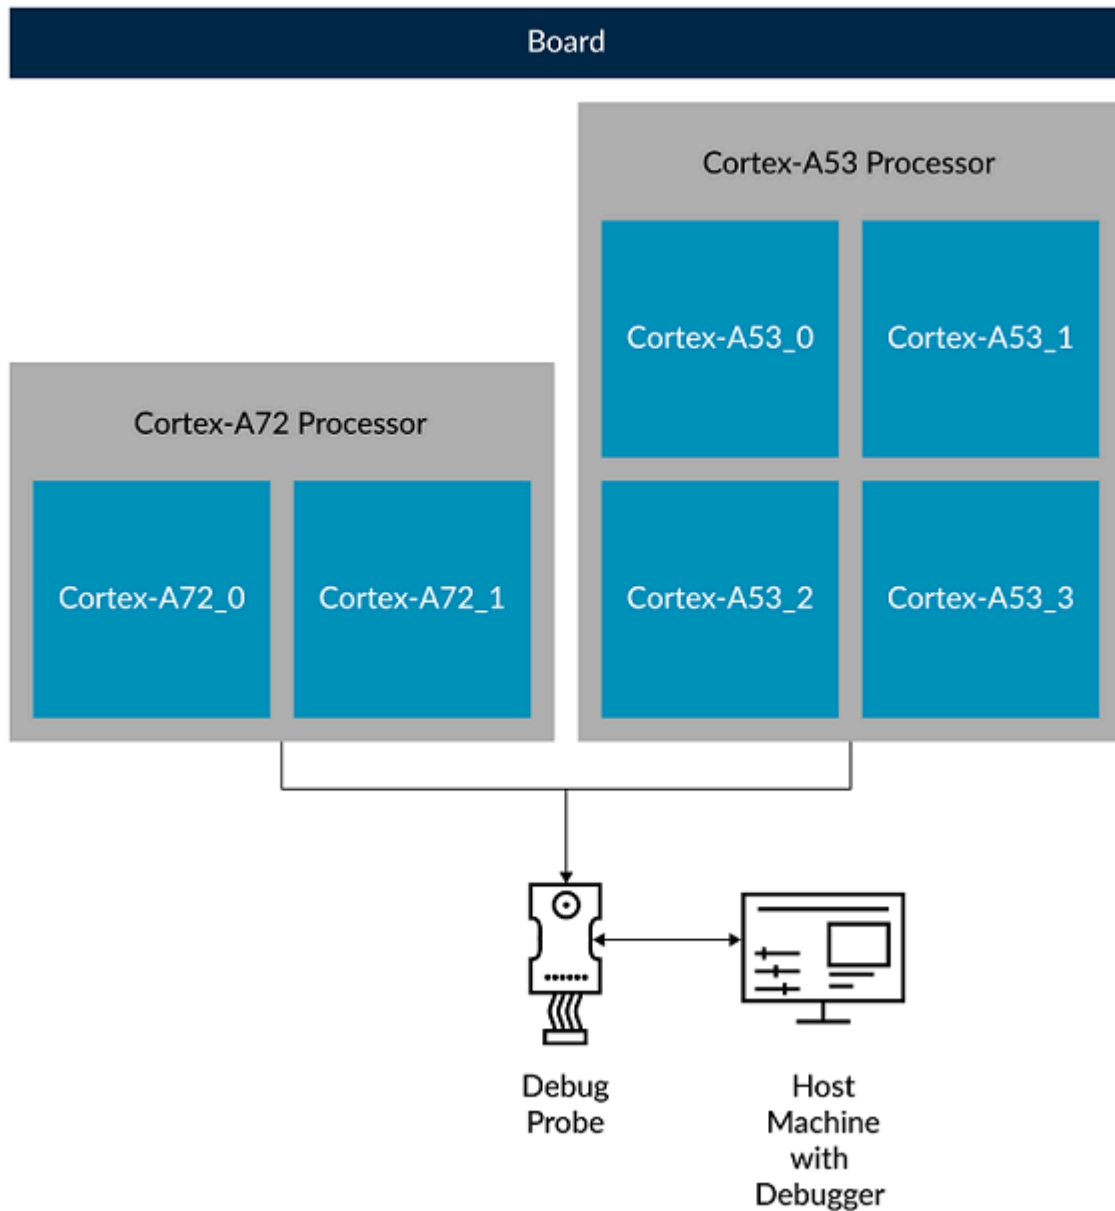 Board
Cortex-A53 Processor
Cortex-A53_0
Cortex-A53_1
Cortex-A72 Processor
Cortex-A72_0
Cortex-A72_1
Cortex-A53_2
Cortex-A53_3
Debug
Probe
Host
Machine
with
Debugger